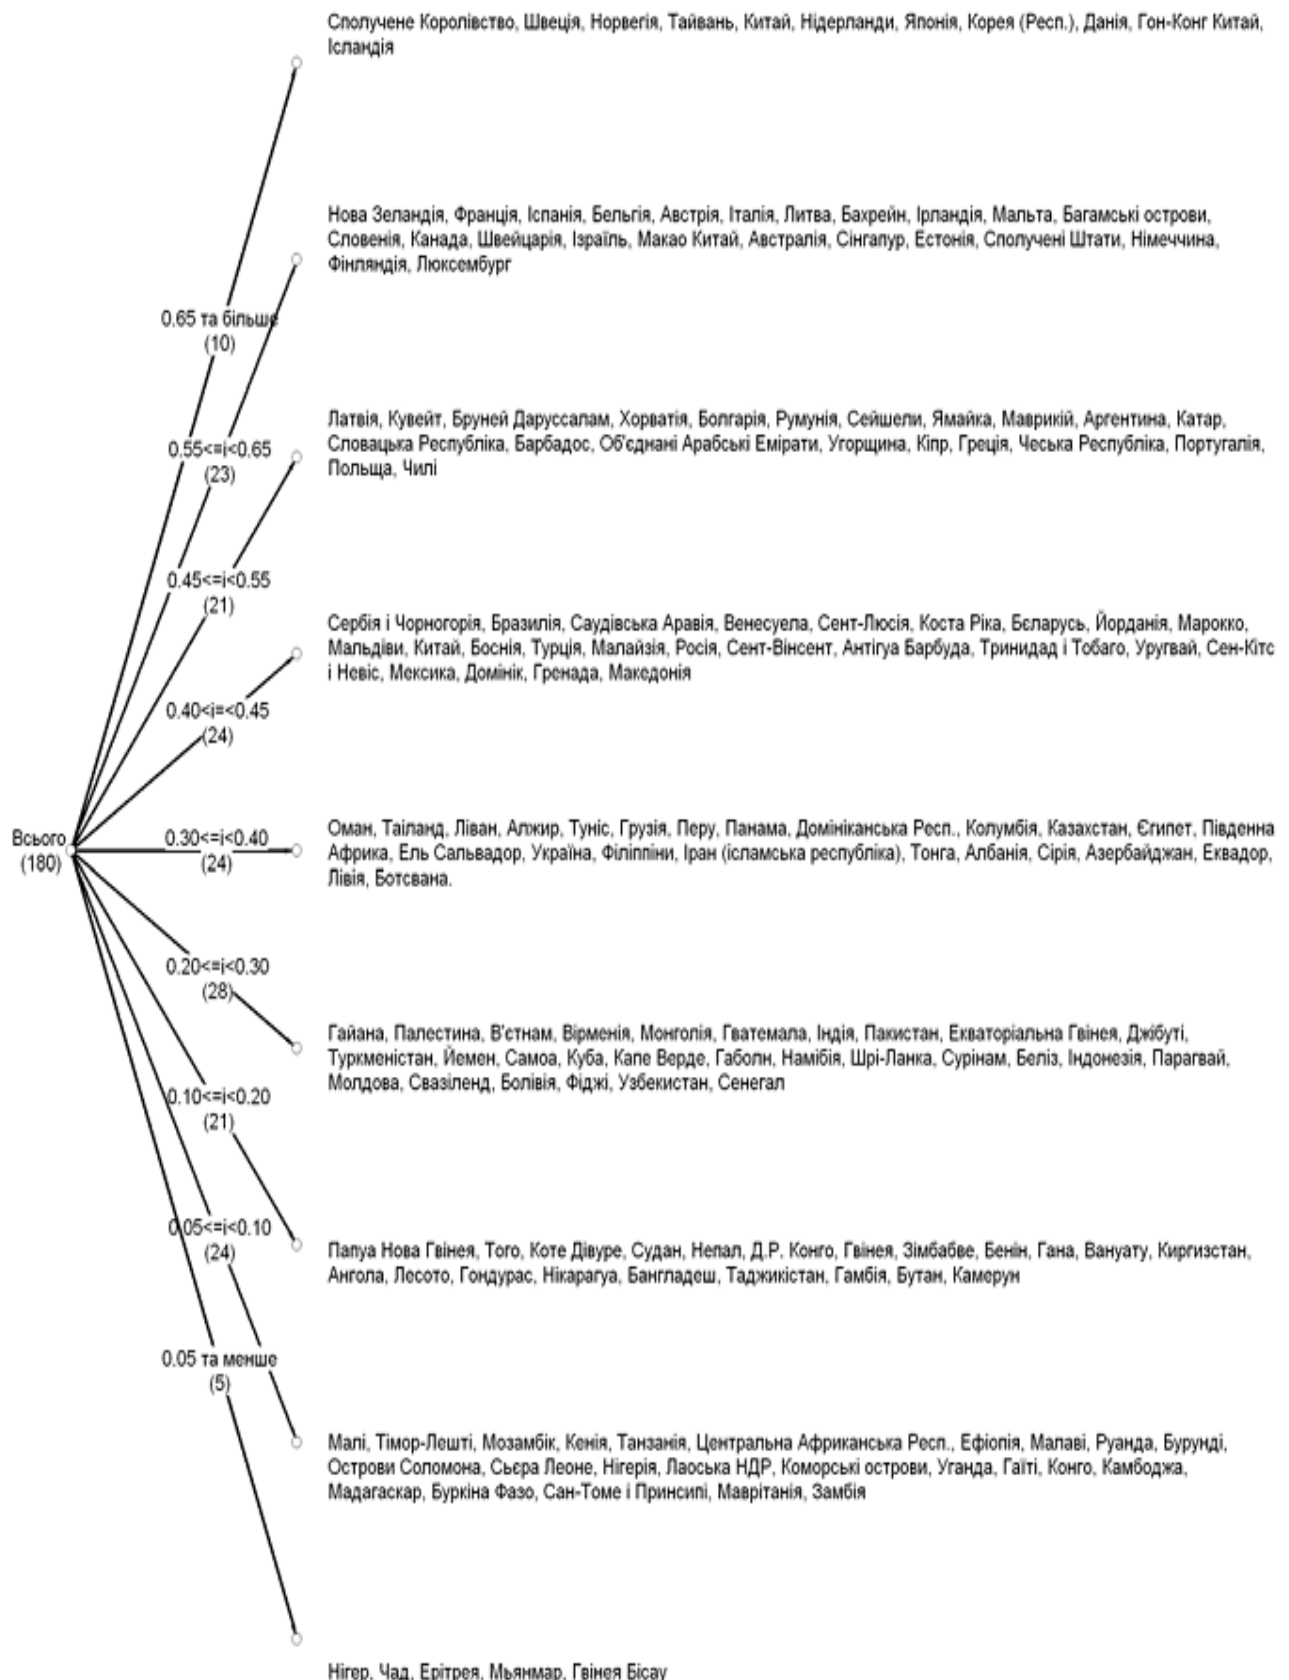 Сполучене Королівство, Швеція, Норвегія, Тайвань, Китай, Нідерланди, Японія, Корея (Респ.), Данія, Гон-Конг Китай,
Ісландія
0.65 та більше
(10)
Нова Зеландія, Франція, Іспанія, Бельгія, Австрія, Італія, Литва, Бахрейн, Ірландія, Мальта, Багамські острови,
Словенія, Канада, Швейцарія, Ізраїль, Макао Китай, Австралія, Сінгапур, Естонія, Сполучені Штати, Німеччина,
Фінляндія, Люксембург
0.55<=i<0.65
(23)
Латвія, Кувейт, Бруней Даруссалам, Хорватія, Болгарія, Румунія, Сейшели, Ямайка, Маврикій, Аргентина, Катар,
Словацька Республіка, Барбадос, Об'єднані Арабські Емірати, Угорщина, Кіпр, Греція, Чеська Республіка, Португалія,
Польща, Чилі
0.45<=i<0.55
(21)
Сербія і Чорногорія, Бразилія, Саудівська Аравія, Венесуела, Сент-Люсія, Коста Ріка, Бєларусь, Йорданія, Марокко,
Мальдіви, Китай, Боснія, Турція, Малайзія, Росія, Сент-Вінсент, Антігуа Барбуда, Тринидад і Тобаго, Уругвай, Сен-Кітс
і Невіс, Мексика, Домінік, Гренада, Македонія
0.40<i=<0.45
(24)
Всього
(180)
0.30<=i<0.40
(24)
Оман, Таіланд, Ліван, Алжир, Туніс, Грузія, Перу, Панама, Домініканська Респ., Колумбія, Казахстан, Єгипет, Південна
Африка, Ель Сальвадор, Україна, Філіппіни, Іран (ісламська республіка), Тонга, Албанія, Сірія, Азербайджан, Еквадор,
Лівія, Ботсвана.
0.20<=i<0.30
(28)
Гайана, Палестина, В'єтнам, Вірменія, Монголія, Гватемала, Індія, Пакистан, Екваторіальна Гвінея, Джібуті,
Туркменістан, Йемен, Самоа, Куба, Капе Верде, Габолн, Намібія, Шрі-Ланка, Сурінам, Беліз, Індонезія, Парагвай,
Молдова, Свазіленд, Болівія, Фіджі, Узбекистан, Сенегал
0.10<=i<0.20
(21)
Папуа Нова Гвінея, Того, Коте Дівуре, Судан, Непал, Д.Р. Конго, Гвінея, Зімбабве, Бенін, Гана, Вануату, Киргизстан,
Ангола, Лесото, Гондурас, Нікарагуа, Бангладеш, Таджикістан, Гамбія, Бутан, Камерун
0.05<=i<0.10
(24)
Малі, Тімор-Лешті, Мозамбік, Кенія, Танзанія, Центральна Африканська Респ., Ефіопія, Малаві, Руанда, Бурунді,
Острови Соломона, Сьєра Леоне, Нігерія, Лаоська НДР, Коморські острови, Уганда, Гаїті, Конго, Камбоджа,
Мадагаскар, Буркіна Фазо, Сан-Томе і Принсипі, Маврітанія, Замбія
0.05 та менше
(5)
Нігер, Чад, Ерітрея, Мьянмар, Гвінея Бісау